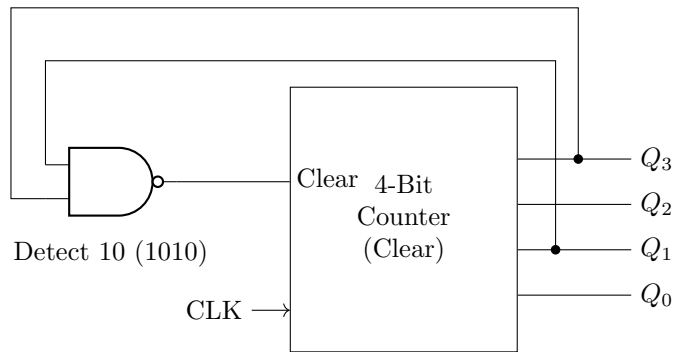 Clear
4-Bit
Counter
(Clear)
Q₃
Q₂
Q₁
Q₀
Detect 10 (1010)
CLK